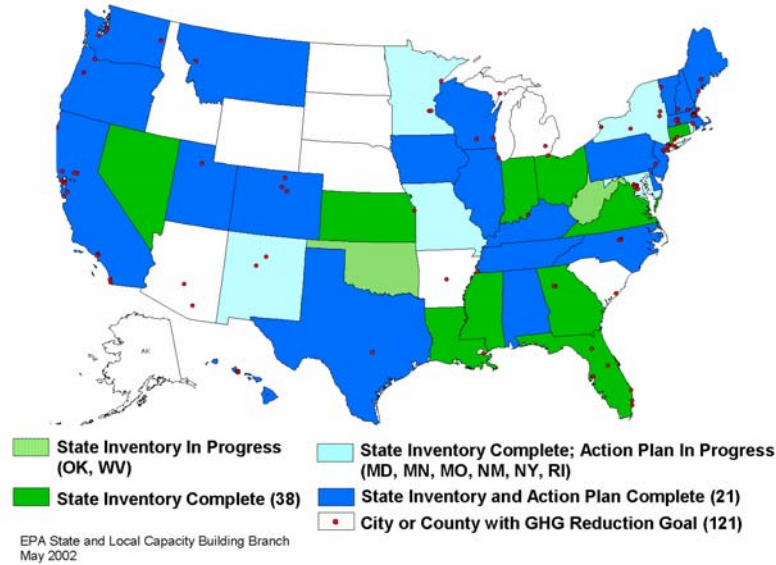 AK
State Inventory In Progress
(OK, WV)
State Inventory Complete (38)
State Inventory Complete; Action Plan In Progress
(MD, MN, MO, NM, NY, RI)
State Inventory and Action Plan Complete (21)
City or County with GHG Reduction Goal (121)
EPA State and Local Capacity Building Branch
May 2002